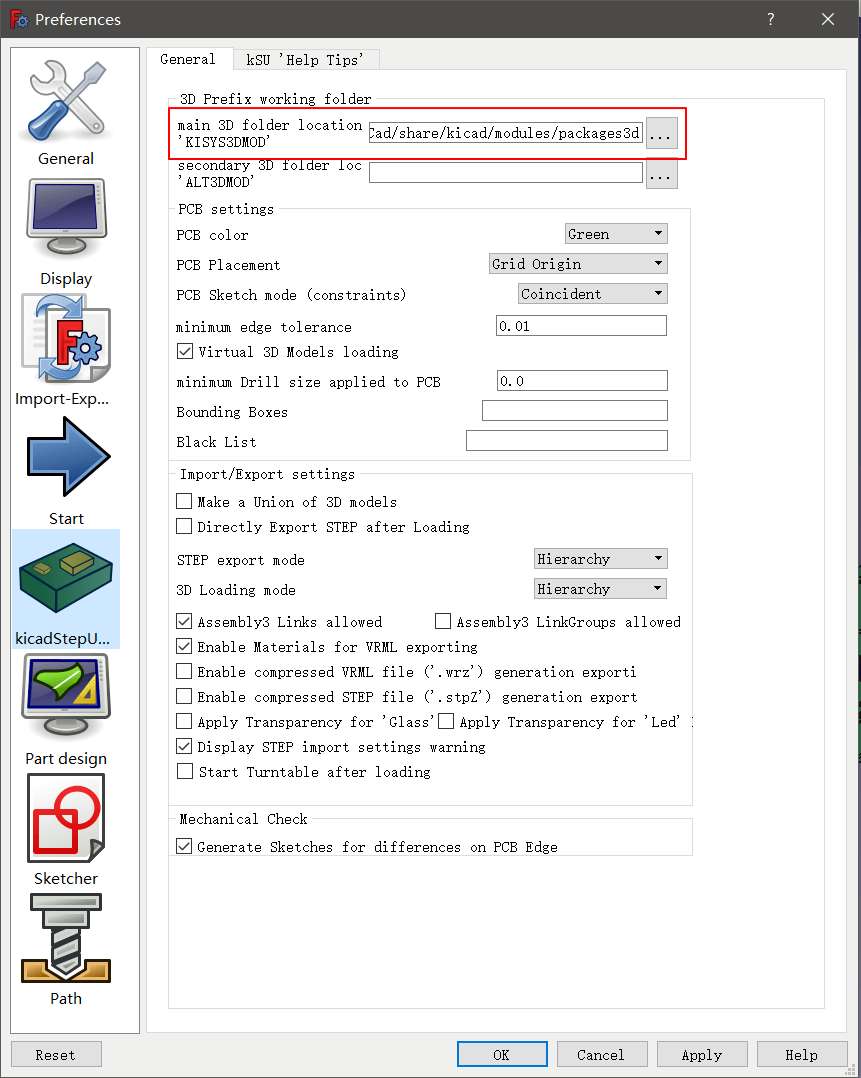 Preferences
?
General
Display
Import-Exp...
Start
kicadStepU...
Part design
Sketcher
Path
General
kSU 'Help Tips'
3D Prefix working folder
main 3D folder location
'KISYS3DMOD'
Cad/share/kicad/modules/packages3d
...
secondary 3D folder loc
'ALT3DMOD'
...
PCB settings
PCB color
Green
PCB Placement
Grid Origin
PCB Sketch mode (constraints)
Coincident
minimum edge tolerance
0.01
Virtual 3D Models loading
minimum Drill size applied to PCB
0.0
Bounding Boxes
Black List
Import/Export settings
Make a Union of 3D models
Directly Export STEP after Loading
STEP export mode
Hierarchy
3D Loading mode
Hierarchy
Assembly3 Links allowed
Assembly3 LinkGroups allowed
Enable Materials for VRML exporting
Enable compressed VRML file ('.wrz') generation exporti
Enable compressed STEP file ('.stpZ') generation export
Apply Transparency for 'Glass'
Apply Transparency for 'Led'
Display STEP import settings warning
Start Turntable after loading
Mechanical Check
Generate Sketches for differences on PCB Edge
Reset
OK
Cancel
Apply
Help